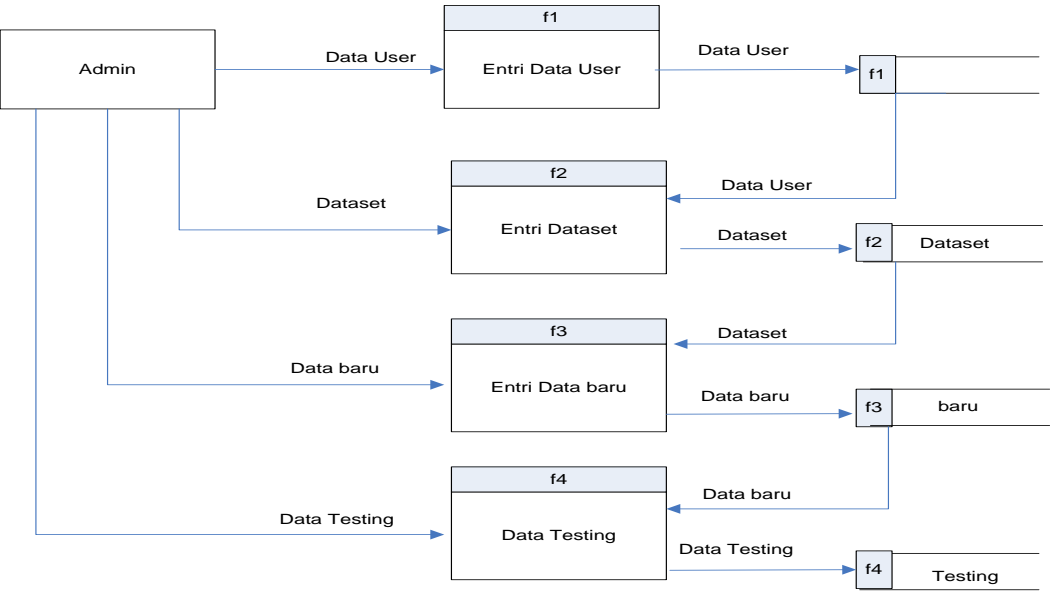 f1
Admin
Data User
Entri Data User
Data User
f1
f2
Data User
Dataset
Entri Dataset
Dataset
f2
Dataset
f3
Dataset
Data baru
Entri Data baru
Data baru
f3
baru
f4
Data baru
Data Testing
Data Testing
Data Testing
f4
Testing